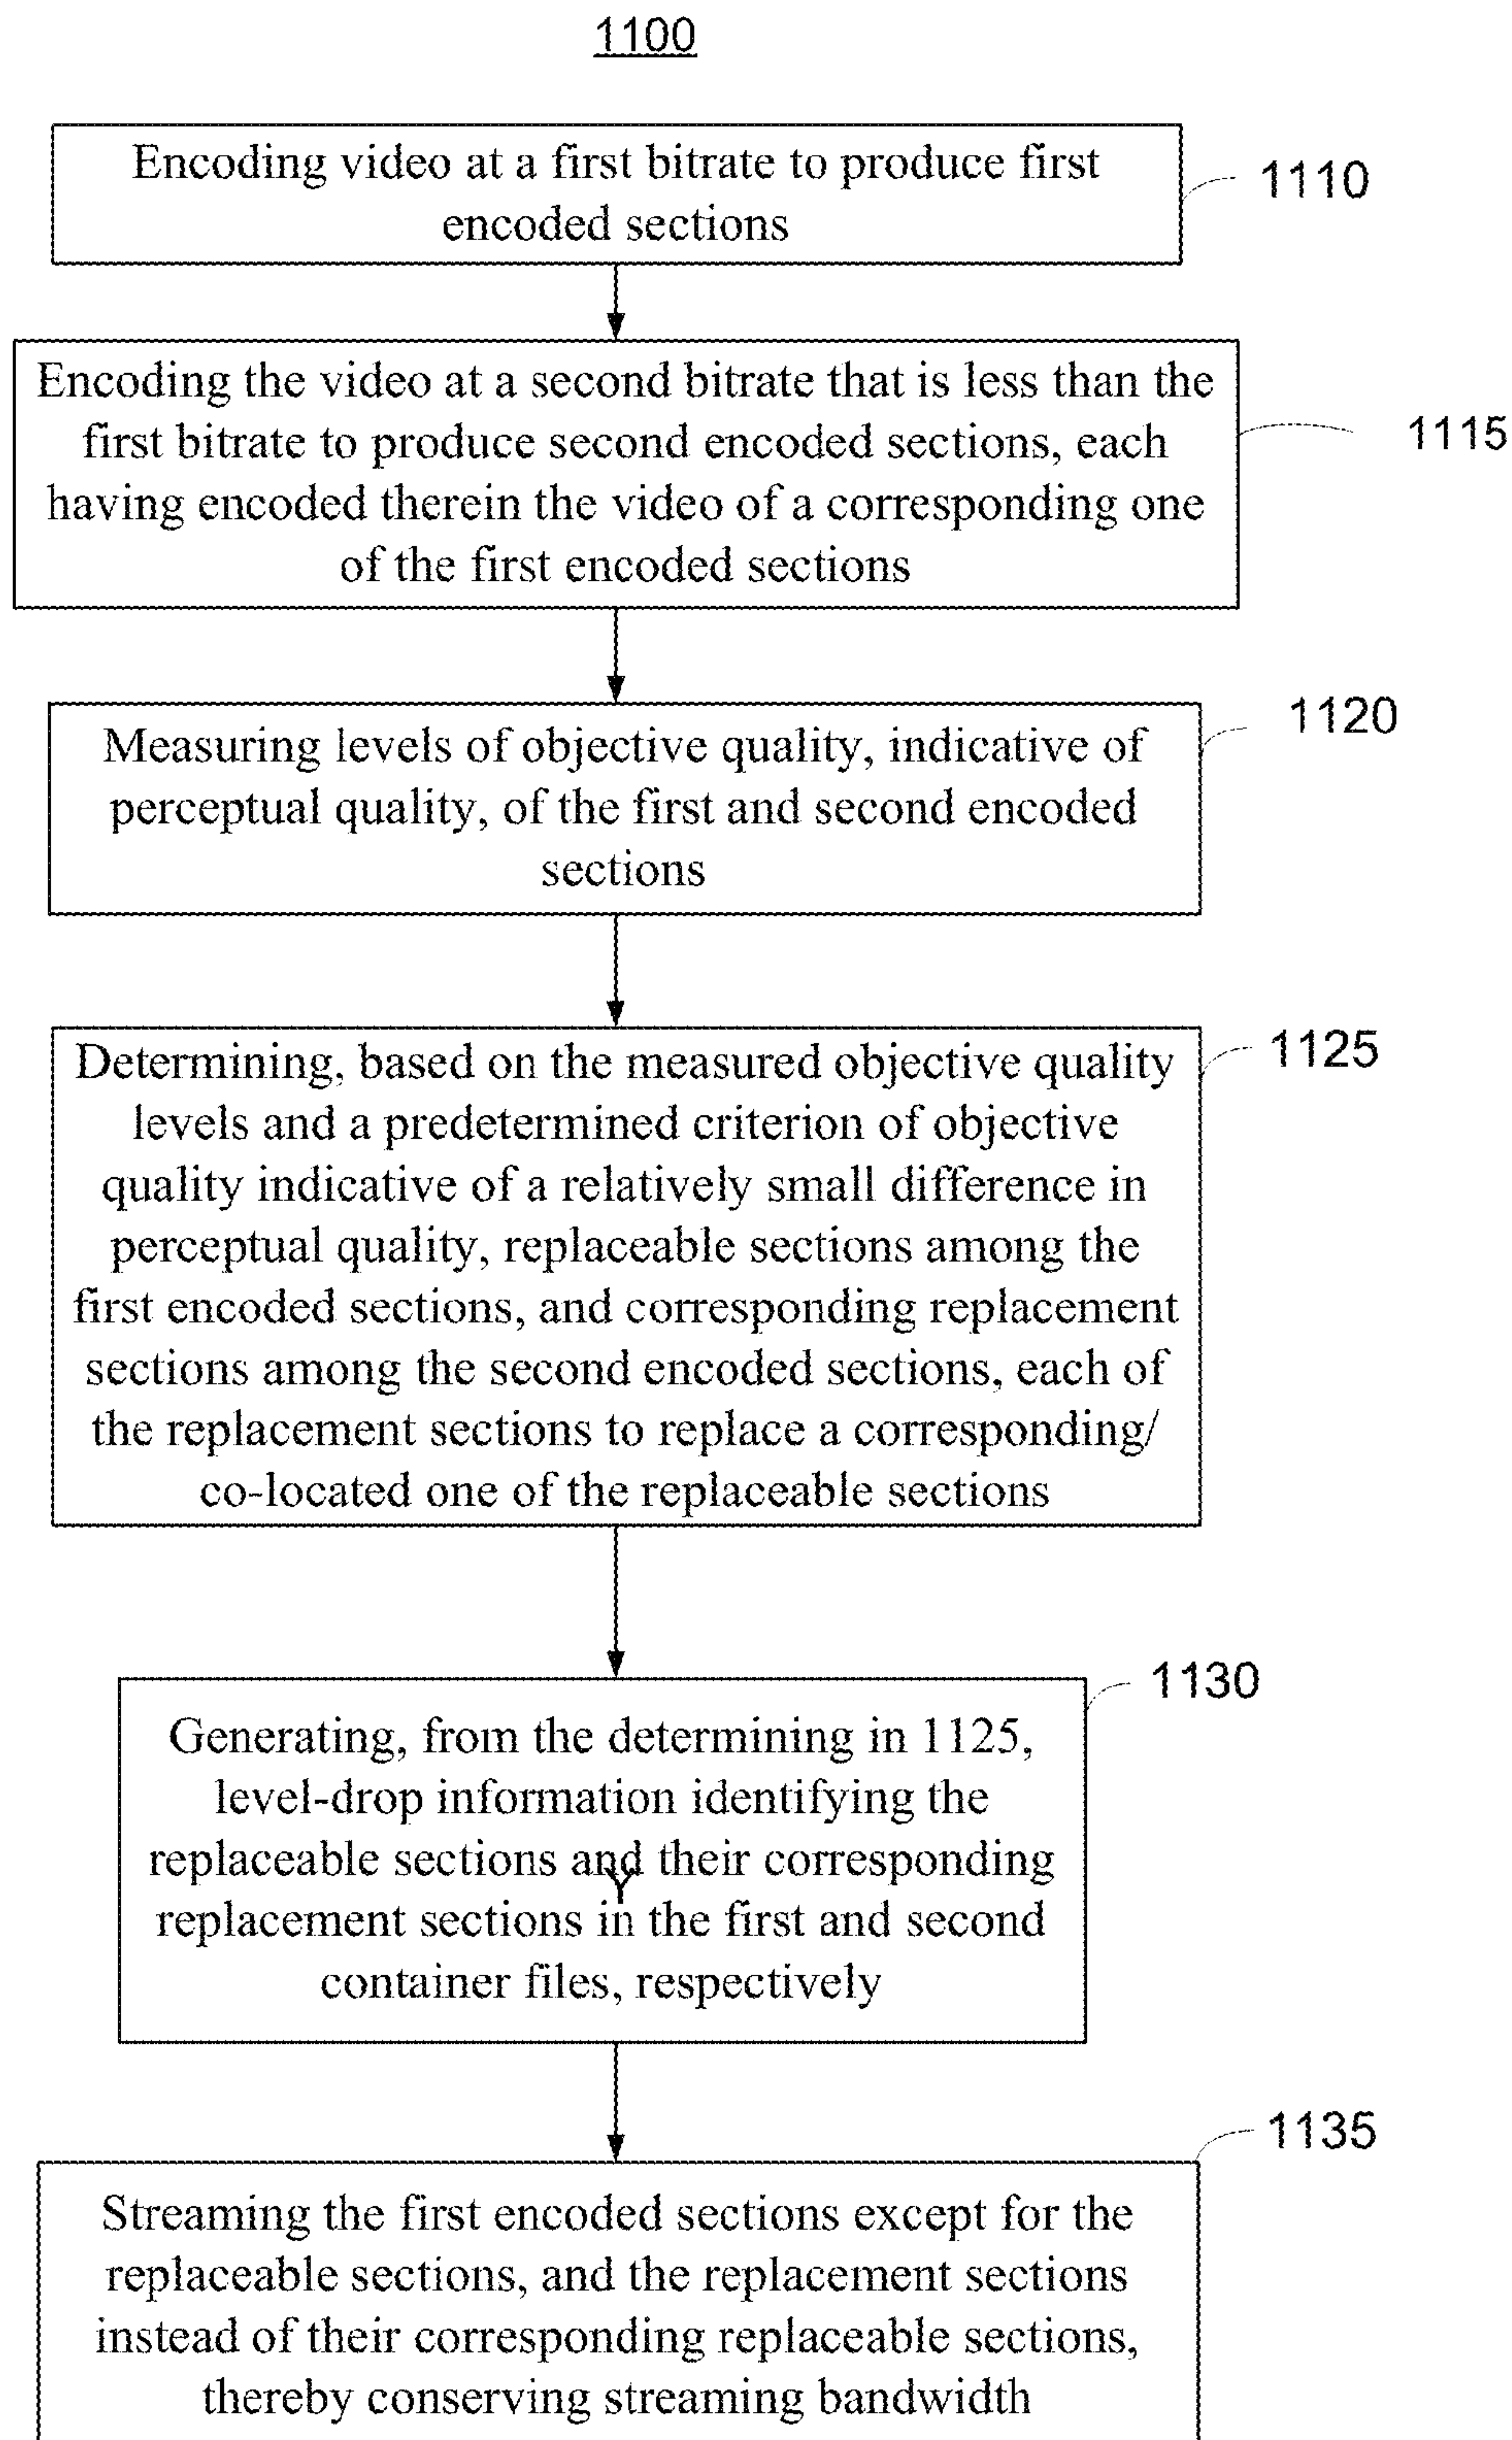 1100
Encoding video at a first bitrate to produce first
encoded sections
1110
Encoding the video at a second bitrate that is less than the
first bitrate to produce second encoded sections, each
having encoded therein the video of a corresponding one
of the first encoded sections
1115
Measuring levels of objective quality, indicative of
perceptual quality, of the first and second encoded
sections
1120
Determining, based on the measured objective quality
levels and a predetermined criterion of objective
quality indicative of a relatively small difference in
perceptual quality, replaceable sections among the
first encoded sections, and corresponding replacement
sections among the second encoded sections, each of
the replacement sections to replace a corresponding/
co-located one of the replaceable sections
1125
Generating, from the determining in 1125,
level-drop information identifying the
replaceable sections and their corresponding
Y
replacement sections in the first and second
container files, respectively
1130
Streaming the first encoded sections except for the
replaceable sections, and the replacement sections
instead of their corresponding replaceable sections,
thereby conserving streaming bandwidth
1135